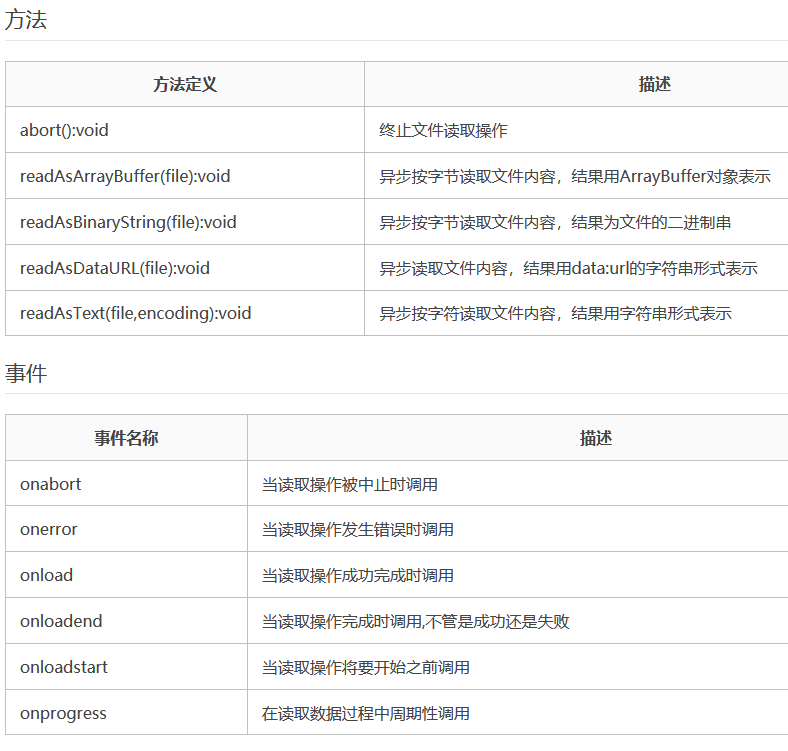 方法
方法定义 描述
abort():void 终止文件读取操作
readAsArrayBuffer(file):void 异步按字节读取文件内容，结果用ArrayBuffer对象表示
readAsBinaryString(file):void 异步按字节读取文件内容，结果为文件的二进制串
readAsDataURL(file):void 异步读取文件内容，结果用data:url的字符串形式表示
readAsText(file,encoding):void 异步按字符读取文件内容，结果用字符串形式表示
事件
事件名称 描述
onabort 当读取操作被中止时调用
onerror 当读取操作发生错误时调用
onload 当读取操作成功完成时调用
onloadend 当读取操作完成时调用,不管是成功还是失败
onloadstart 当读取操作将要开始之前调用
onprogress 在读取数据过程中周期性调用